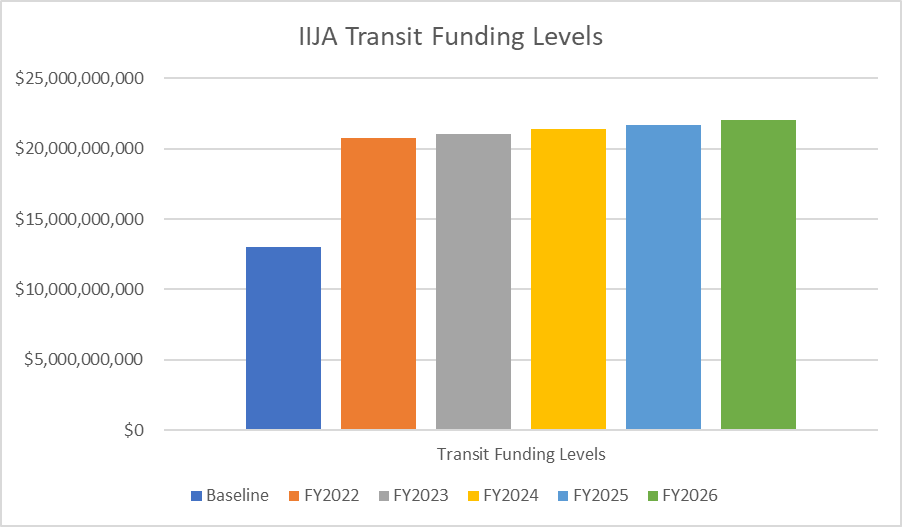 IIJA Transit Funding Levels
$25,000,000,000
$20,000,000,000
$15,000,000,000
$10,000,000,000
$5,000,000,000
$0
Transit Funding Levels
Baseline FY2022 FY2023 FY2024 FY2025 FY2026